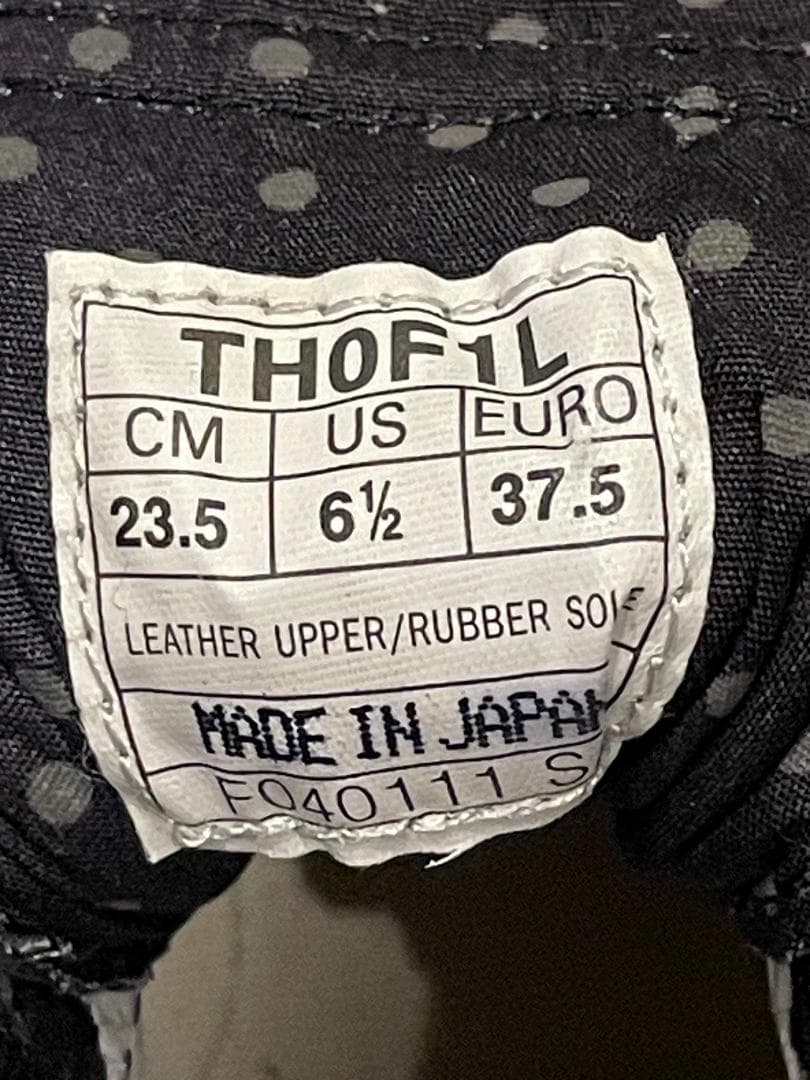 TH0F1L
CM US EURO
23.5 6½ 37.5
LEATHER UPPER/RUBBER SOLE
MADE IN JAPAN
F040111 S